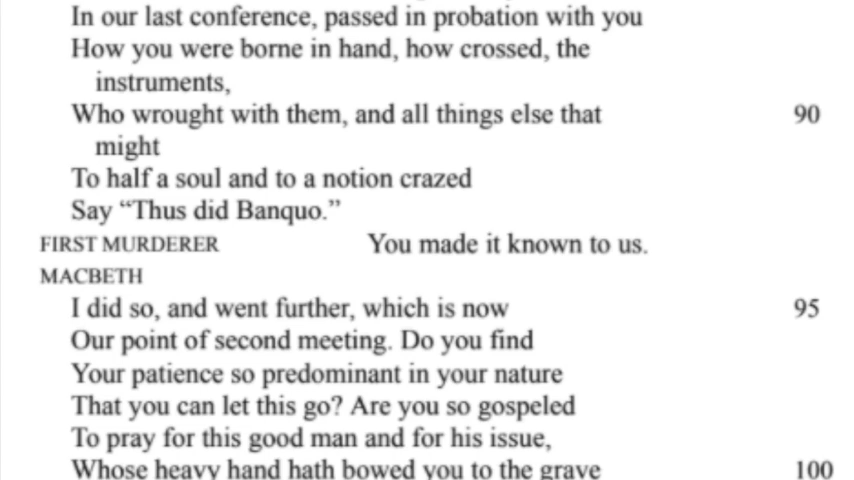 In our last conference, passed in probation with you
How you were borne in hand, how crossed, the
instruments,
Who wrought with them, and all things else that 90
might
To half a soul and to a notion crazed
Say “Thus did Banquo.”
FIRST MURDERER You made it known to us.
MACBETH
I did so, and went further, which is now 95
Our point of second meeting. Do you find
Your patience so predominant in your nature
That you can let this go? Are you so gospeled
To pray for this good man and for his issue,
Whose heavy hand hath bowed you to the grave 100